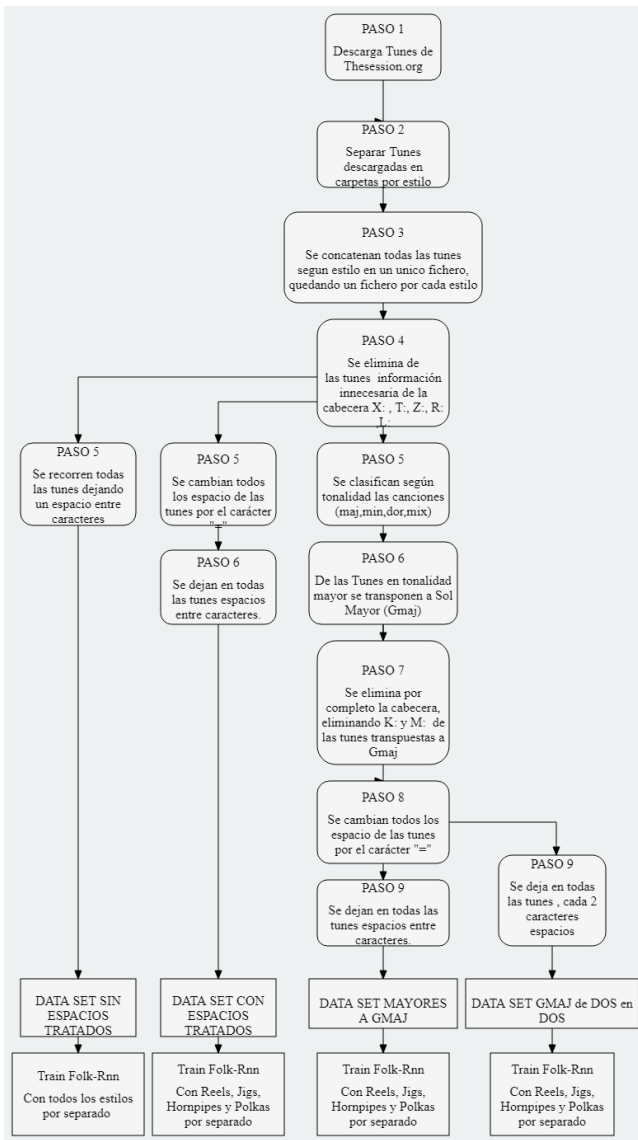 PASO 1
Descarga Tunes de
Thesession.org
PASO 2
Separar Tunes
descargadas en
carpetas por estilo
PASO 3
Se concatenan todas las tunes
segun estilo en un unico fichero,
quedando un fichero por cada estilo
PASO 4
Se elimina de
las tunes información
innecesaria de la
cabecera X: , T:, Z:, R:
,L:
PASO 5
Se recorren todas
las tunes dejando
un espacio entre
caracteres
PASO 5
Se cambian todos
los espacio de las
tunes por el carácter
"="
PASO 6
Se dejan en todas
las tunes espacios
entre caracteres.
PASO 5
Se clasifican según
tonalidad las canciones
(maj,min,dor,mix)
PASO 6
De las Tunes en tonalidad
mayor se transponen a Sol
Mayor (Gmaj)
PASO 7
Se elimina por
completo la cabecera,
eliminando K: y M: de
las tunes transpuestas a
Gmaj
PASO 8
Se cambian todos los
espacio de las tunes
por el carácter "="
PASO 9
Se dejan en todas las
tunes espacios entre
caracteres.
PASO 9
Se deja en todas
las tunes , cada 2
caracteres
espacios
DATA SET SIN
ESPACIOS
TRATADOS
DATA SET CON
ESPACIOS
TRATADOS
DATA SET MAYORES
A GMAJ
DATA SET GMAJ de DOS en
DOS
Train Folk-Rnn
Con todos los estilos
por separado
Train Folk-Rnn
Con Reels, Jigs,
Hornpipes y Polkas
por separado
Train Folk-Rnn
Con Reels, Jigs,
Hornpipes y Polkas
por separado
Train Folk-Rnn
Con Reels, Jigs,
Hornpipes y Polkas
por separado